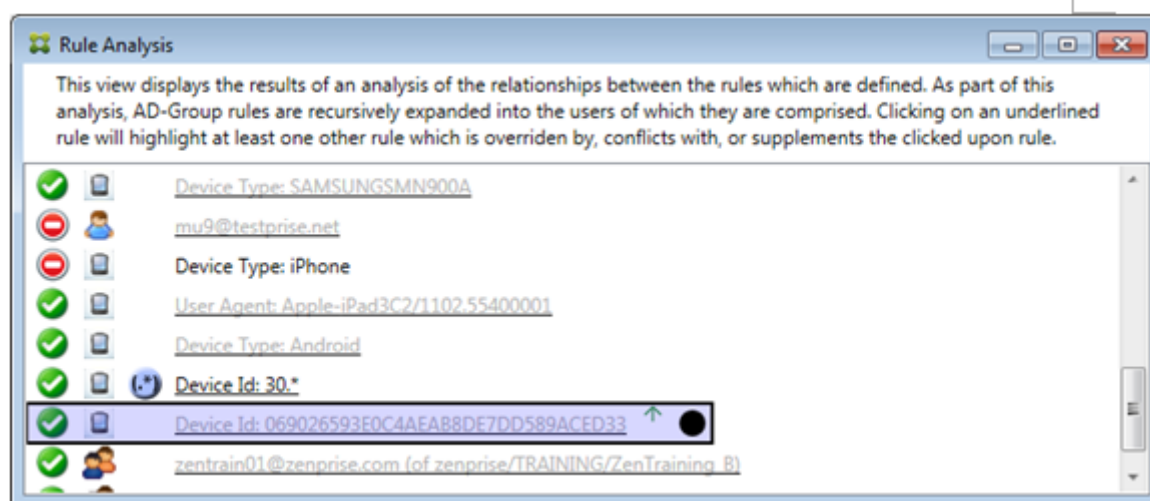 Rule Analysis
This view displays the results of an analysis of the relationships between the rules which are defined. As part of this
analysis, AD-Group rules are recursively expanded into the users of which they are comprised. Clicking on an underlined
rule will highlight at least one other rule which is overriden by, conflicts with, or supplements the clicked upon rule.
Device Type: SAMSUNGSMN900A
mu9@testprise.net
Device Type: iPhone
User Agent: Apple-iPad3C2/1102.55400001
Device Type: Android
(.*) Device Id: 30.*
Device Id: 069026593E0C4AEAB8DE7DD589ACED33
zentrain01@zenprise.com (of zenprise/TRAINING/ZenTraining B)